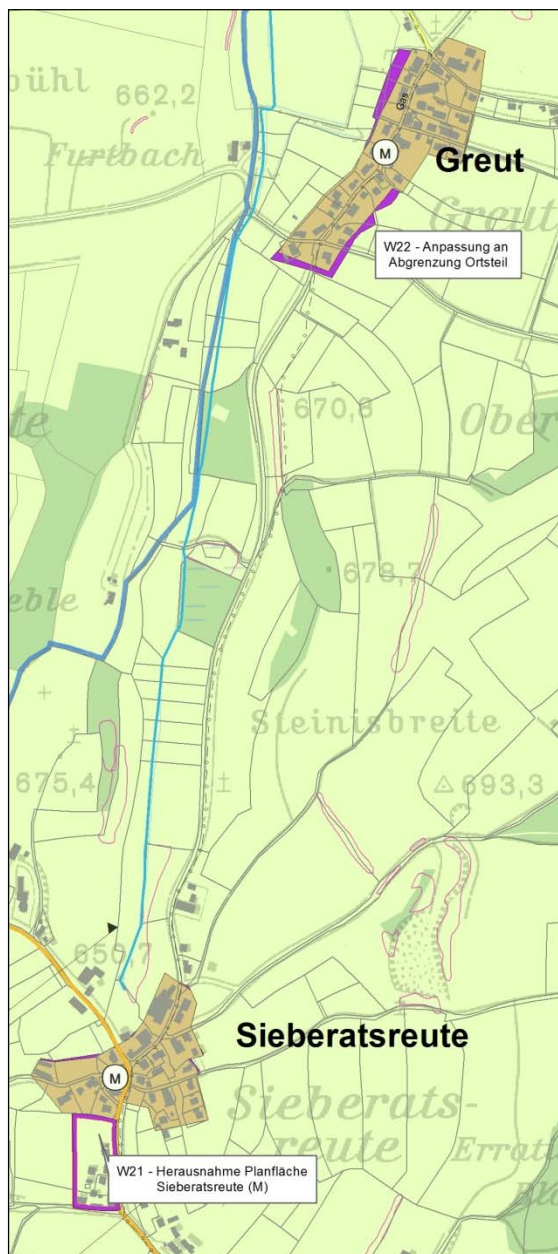 bühl
662,2
Furtbach
Gas
M
Greut
Greut
W22 - Anpassung an
Abgrenzung Ortsteil
670,8
Ober
678,7
Steinisbreite
675,4
693,3
650,7
Sieberatsreute
M
Sieberats-
reute
W21 - Herausnahme Planfläche
Sieberatsreute (M)